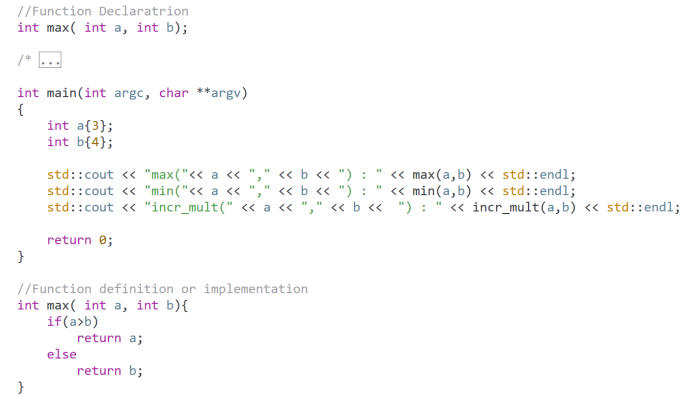 //Function Declaratrion
int max( int a, int b);
/* ...
int main(int argc, char **argv)
{
    int a{3};
    int b{4};
    std::cout << "max("<< a << "," << b << ") : " << max(a,b) << std::endl;
    std::cout << "min("<< a << "," << b << ") : " << min(a,b) << std::endl;
    std::cout << "incr_mult(" << a << "," << b <<  ") : " << incr_mult(a,b) << std::endl;
    return 0;
}
//Function definition or implementation
int max( int a, int b){
    if(a>b)
        return a;
    else
        return b;
}